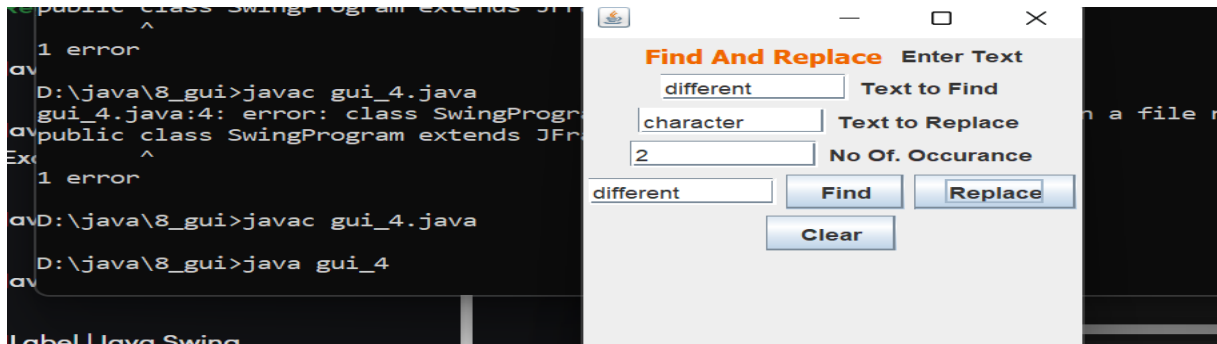 public class SwingProgram extends JFr
^
1 error
D:\java\8_gui>javac gui_4.java
gui_4.java:4: error: class SwingProgr
n a file
public class SwingProgram extends JFr
^
1 error
D:\java\8_gui>javac gui_4.java
D:\java\8_gui>java gui_4
Label | Java Swing
Find And Replace Enter Text
different Text to Find
character Text to Replace
2 No Of. Occurance
different Find Replace
Clear